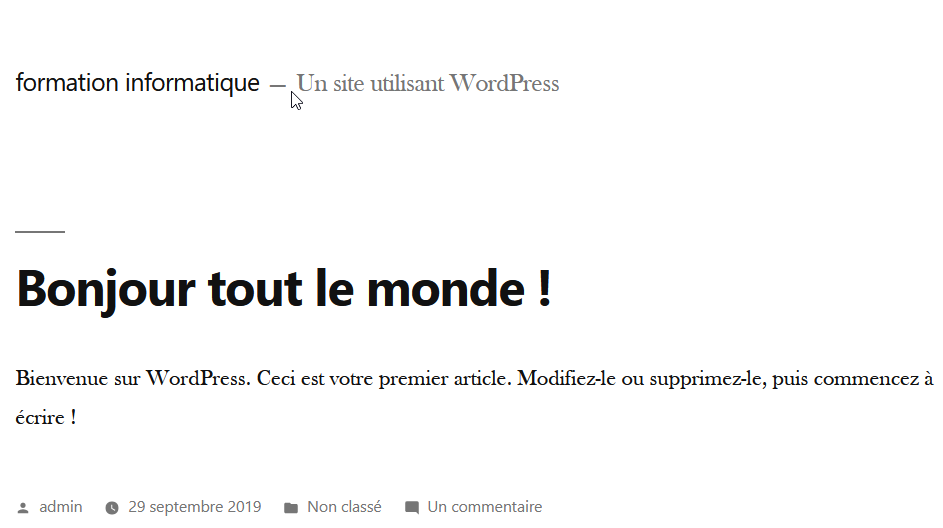 formation informatique — Un site utilisant WordPress
Bonjour tout le monde !
Bienvenue sur WordPress. Ceci est votre premier article. Modifiez-le ou supprimez-le, puis commencez à
écrire !
admin 29 septembre 2019 Non classé Un commentaire